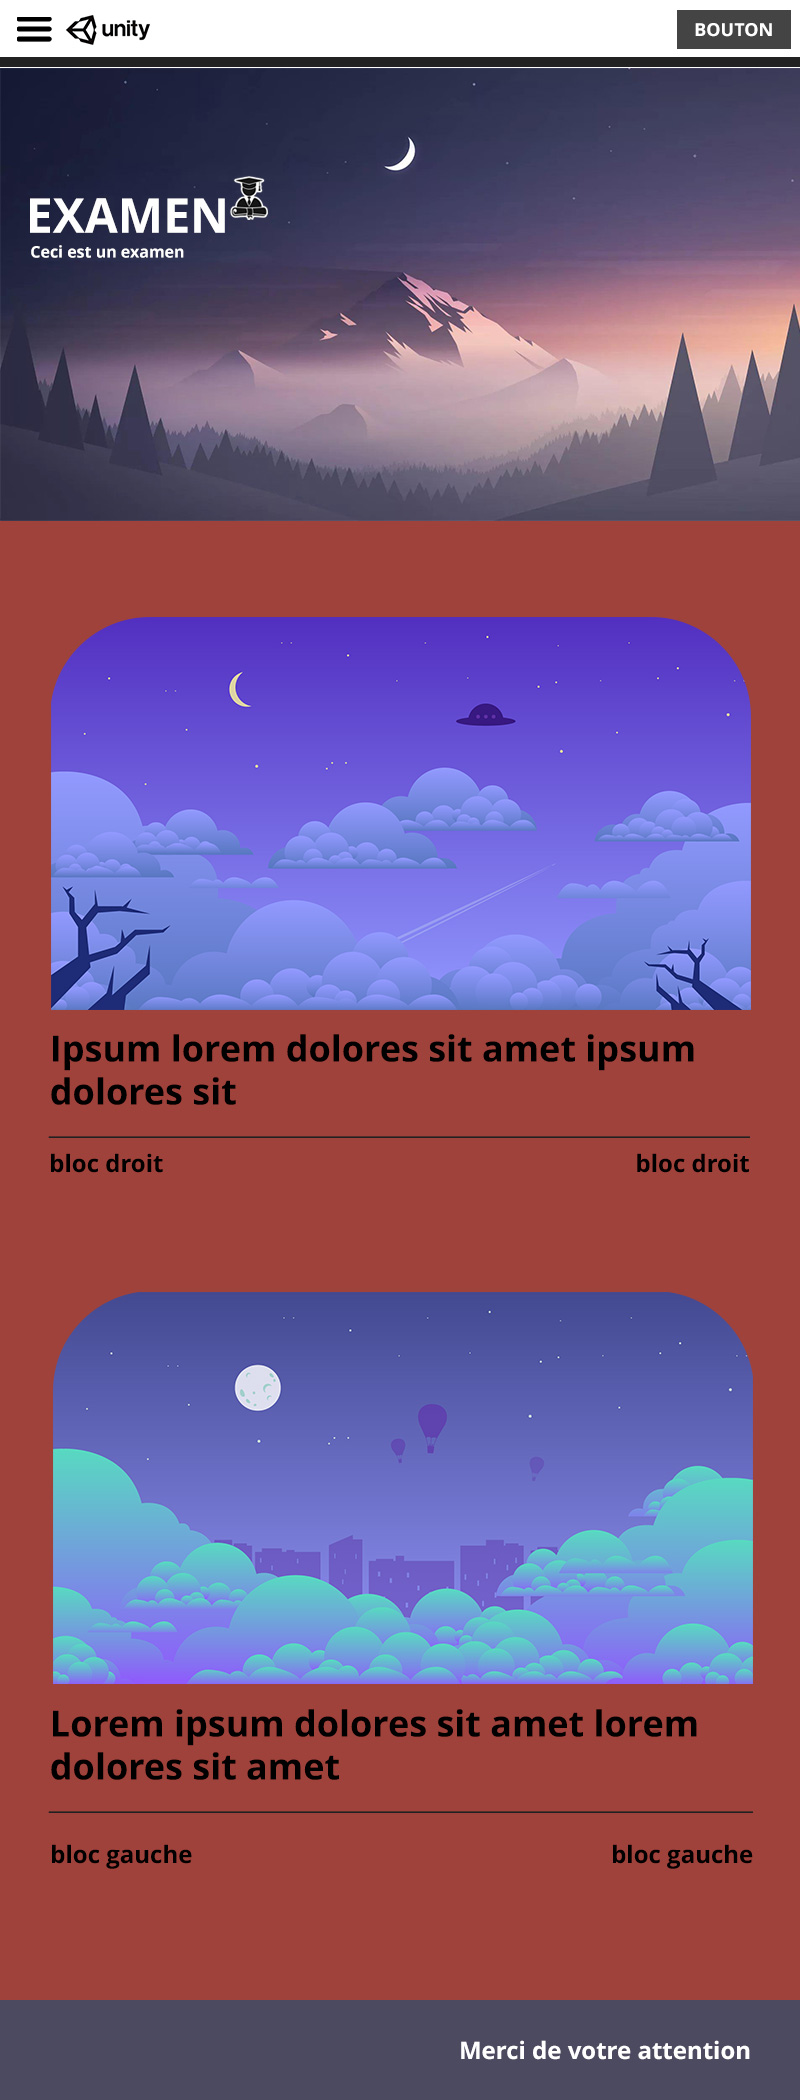 unity
BOUTON
EXAMEN
Ceci est un examen
Ipsum lorem dolores sit amet ipsum
dolores sit
bloc droit
bloc droit
Lorem ipsum dolores sit amet lorem
dolores sit amet
bloc gauche
bloc gauche
Merci de votre attention